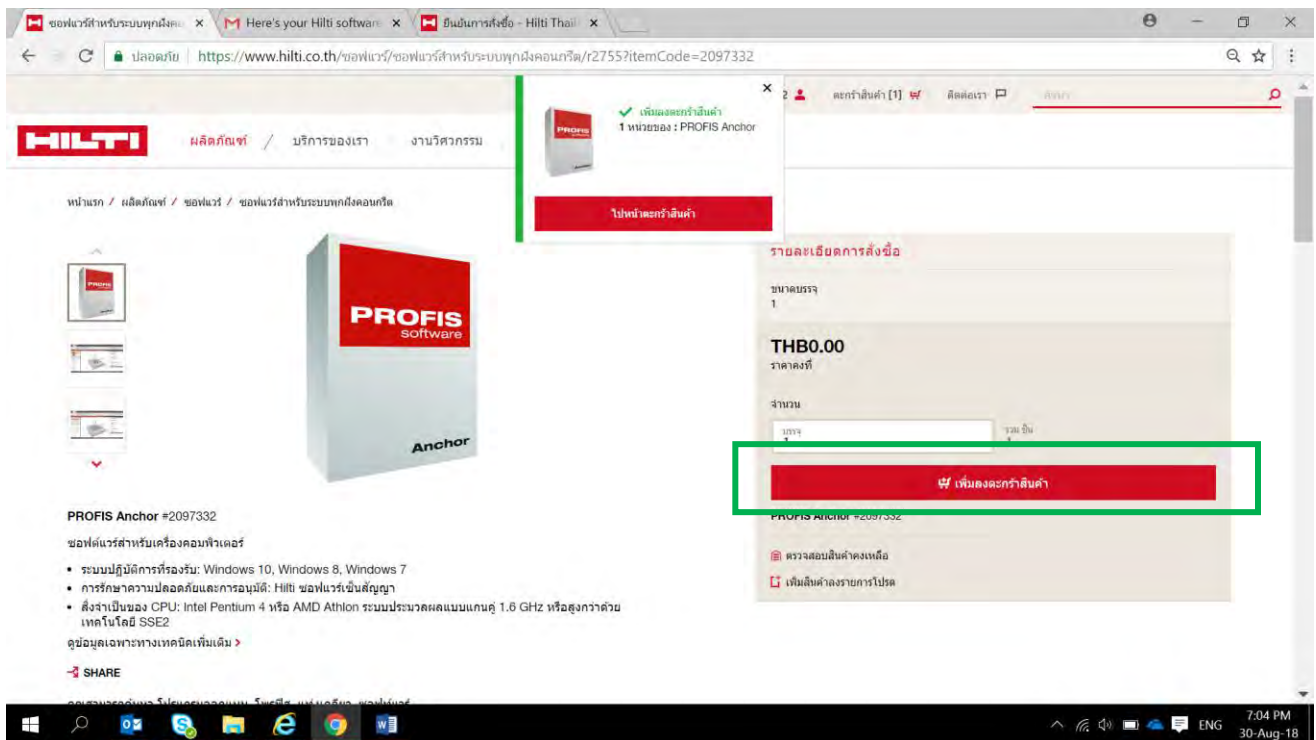 ซอฟแวร์สำหรับระบบพุกฝังคอ
Here's your Hilti software
ยืนยันการสั่งซื้อ - Hilti Thail
ปลอดภัย
https://www.hilti.co.th/ซอฟแวร์/ซอฟแวร์สำหรับระบบพุกฝังคอนกรีต/r2755?itemCode=2097332
2 ตะกร้าสินค้า [1] ติดต่อเรา
HILTI
ผลิตภัณฑ์ / บริการของเรา งานวิศวกรรม
เพิ่มลงตะกร้าสินค้า
1 หน่วยของ : PROFIS Anchor
ไปหน้าตะกร้าสินค้า
หน้าแรก / ผลิตภัณฑ์ / ซอฟแวร์ / ซอฟแวร์สำหรับระบบพุกฝังคอนกรีต
PROFIS
software
Anchor
รายละเอียดการสั่งซื้อ
ขนาดบรรจุ
1
THB0.00
ราคาคงที่
จำนวน
บรรจุ
1
รวม ชิ้น
1
เพิ่มลงตะกร้าสินค้า
PROFIS Anchor #2097332
ตรวจสอบสินค้าคงเหลือ
เพิ่มสินค้าลงรายการโปรด
PROFIS Anchor #2097332
ซอฟต์แวร์สำหรับเครื่องคอมพิวเตอร์
ระบบปฏิบัติการที่รองรับ: Windows 10, Windows 8, Windows 7
การรักษาความปลอดภัยและการอนุมัติ: Hilti ซอฟแวร์เซ็นสัญญา
สิ่งจำเป็นของ CPU: Intel Pentium 4 หรือ AMD Athlon ระบบประมวลผลแบบแกนคู่ 1.6 GHz หรือสูงกว่าด้วย
เทคโนโลยี SSE2
ดูข้อมูลเฉพาะทางเทคนิคเพิ่มเติม >
SHARE
ENG
7:04 PM
30-Aug-18